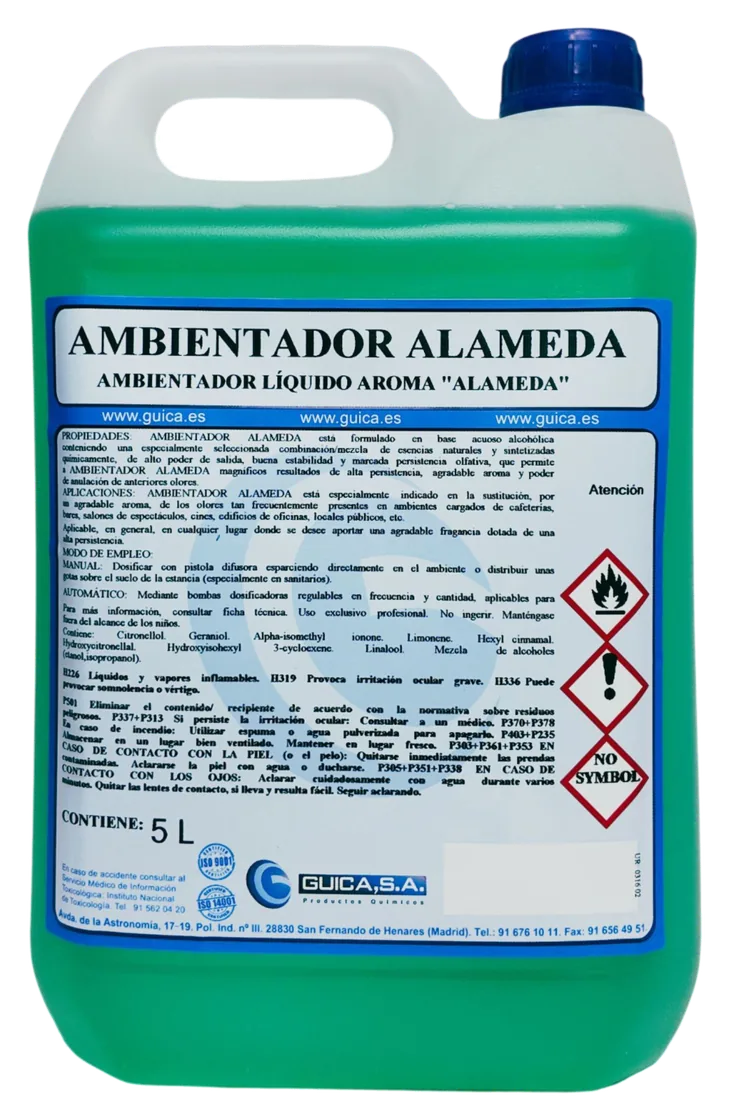 AMBIENTADOR ALAMEDA
AMBIENTADOR LÍQUIDO AROMA "ALAMEDA"
www.guica.es www.guica.es www.guica.es
PROPIEDADES: AMBIENTADOR ALAMEDA está formulado en base acuoso alcohólica
conteniendo una especialmente seleccionada combinación/mezcla de esencias naturales y sintetizadas
químicamente, de alto poder de salida, buena estabilidad y marcada persistencia olfativa, que permite
a AMBIENTADOR ALAMEDA magníficos resultados de alta persistencia, agradable aroma y poder
de anulación de anteriores olores.
APLICACIONES: AMBIENTADOR ALAMEDA está especialmente indicado en la sustitución, por
un agradable aroma, de los olores tan frecuentemente presentes en ambientes cargados de cafeterías,
bares, salones de espectáculos, cines, edificios de oficinas, locales públicos, etc.
Aplicable, en general, en cualquier lugar donde se desee aportar una agradable fragancia dotada de una
alta persistencia.
MODO DE EMPLEO:
MANUAL: Dosificar con pistola difusora esparciendo directamente en el ambiente o distribuir unas
gotas sobre el suelo de la estancia (especialmente en sanitarios).
AUTOMÁTICO: Mediante bombas dosificadoras regulables en frecuencia y cantidad, aplicables para
Para más información, consultar ficha técnica. Uso exclusivo profesional. No ingerir. Manténgase
fuera del alcance de los niños.
Contiene: Citronellol. Geraniol. Alpha-isomethyl ionone. Limonene. Hexyl cinnamal.
Hydroxycitronellal. Hydroxyisohexyl 3-cycloexene. Linalool. Mezcla de alcoholes
(etanol,isopropanol).
H226 Líquidos y vapores inflamables. H319 Provoca irritación ocular grave. H336 Puede
provocar somnolencia o vértigo.
P501 Eliminar el contenido/ recipiente de acuerdo con la normativa sobre residuos
peligrosos. P337+P313 Si persiste la irritación ocular: Consultar a un médico. P370+P378
En caso de incendio: Utilizar espuma o agua pulverizada para apagarlo. P403+P235
Almacenar en un lugar bien ventilado. Mantener en lugar fresco. P303+P361+P353 EN
CASO DE CONTACTO CON LA PIEL (o el pelo): Quitarse inmediatamente las prendas
contaminadas. Aclararse la piel con agua o ducharse. P305+P351+P338 EN CASO DE
CONTACTO CON LOS OJOS: Aclarar cuidadosamente con agua durante varios
minutos. Quitar las lentes de contacto, si lleva y resulta fácil. Seguir aclarando.
Atención
NO
SYMBOL
CONTIENE: 5 L
En caso de accidente consultar al
Servicio Médico de Información
Toxicológica: Instituto Nacional
de Toxicología Tel. 91 562 04 20
ISO 9001
ISO 14001
GUICA,S.A.
Productos Químicos
UR. 0316 02
Avda. de la Astronomía, 17-19. Pol. Ind. nº III. 28830 San Fernando de Henares (Madrid). Tel.: 91 676 10 11. Fax: 91 656 49 51